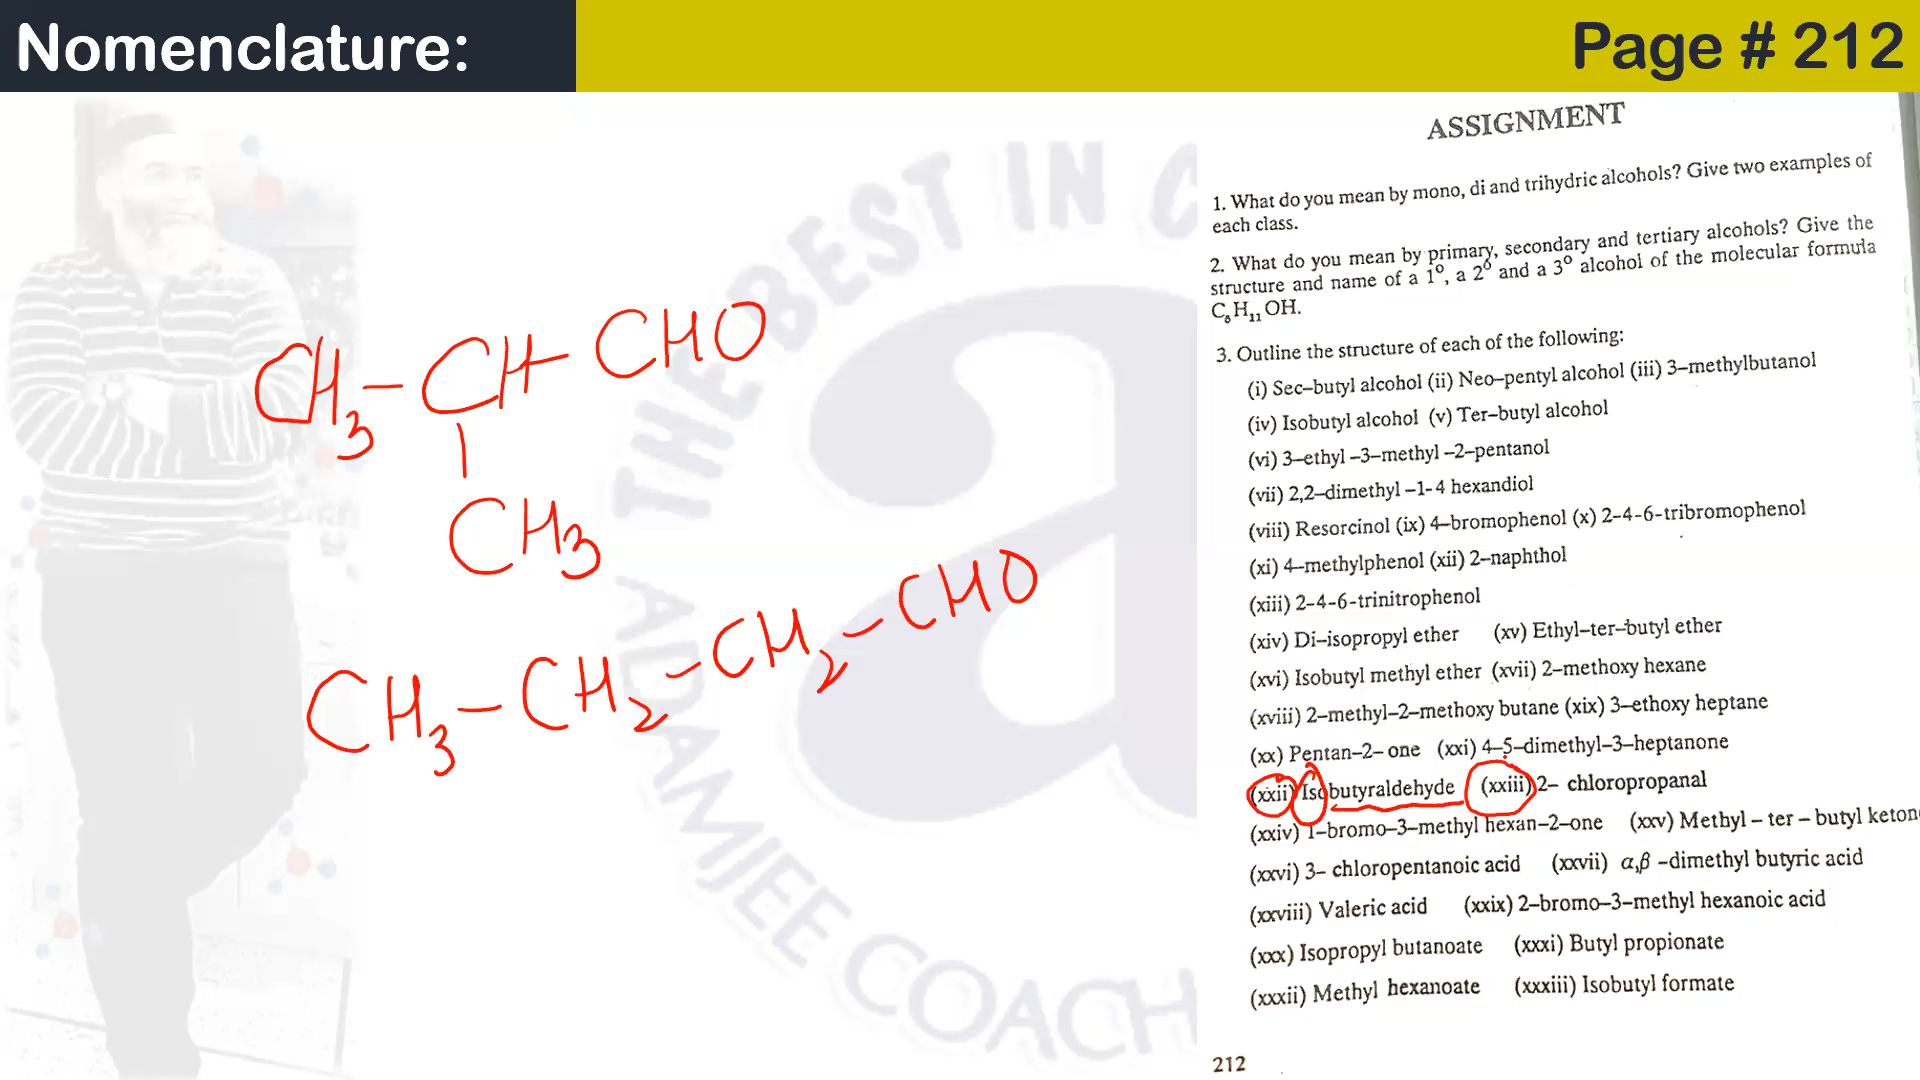 Nomenclature:
Page # 212
THE BEST IN C
ADAMJEE COACH
CH3-CH-CHO
|
CH3
CH3-CH2-CH2-CHO
ASSIGNMENT
1. What do you mean by mono, di and trihydric alcohols? Give two examples of
each class.
2. What do you mean by primary, secondary and tertiary alcohols? Give the
structure and name of a 1°, a 2° and a 3° alcohol of the molecular formula
3. Outline the structure of each of the following:
(i) Sec–butyl alcohol (ii) Neo–pentyl alcohol (iii) 3–methylbutanol
(iv) Isobutyl alcohol (v) Ter–butyl alcohol
(vi) 3–ethyl –3–methyl –2–pentanol
(vii) 2,2–dimethyl –1- 4 hexandiol
(viii) Resorcinol (ix) 4–bromophenol (x) 2-4-6-tribromophenol
(xi) 4–methylphenol (xii) 2–naphthol
(xiii) 2-4-6-trinitrophenol
(xiv) Di–isopropyl ether (xv) Ethyl–ter–butyl ether
(xvi) Isobutyl methyl ether (xvii) 2–methoxy hexane
(xviii) 2–methyl–2–methoxy butane (xix) 3–ethoxy heptane
(xx) Pentan–2– one (xxi) 4–5–dimethyl–3–heptanone
(xxii) Isobutyraldehyde (xxiii) 2– chloropropanal
(xxiv) 1–bromo–3–methyl hexan–2–one (xxv) Methyl – ter – butyl keton
(xxvi) 3– chloropentanoic acid (xxvii) α,β –dimethyl butyric acid
(xxviii) Valeric acid (xxix) 2–bromo–3–methyl hexanoic acid
(xxx) Isopropyl butanoate (xxxi) Butyl propionate
(xxxii) Methyl hexanoate (xxxiii) Isobutyl formate
212